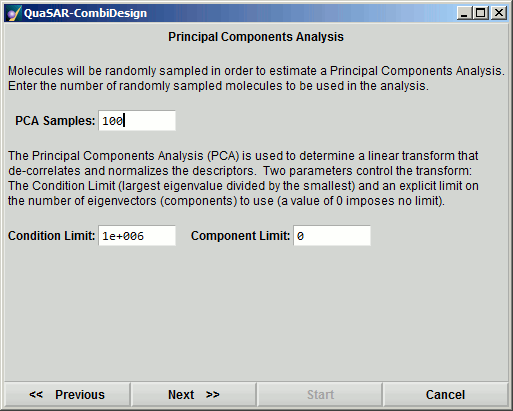 QuaSAR-CombiDesign
Principal Components Analysis
Molecules will be randomly sampled in order to estimate a Principal Components Analysis.
Enter the number of randomly sampled molecules to be used in the analysis.
PCA Samples: 100
The Principal Components Analysis (PCA) is used to determine a linear transform that
de-correlates and normalizes the descriptors. Two parameters control the transform:
The Condition Limit (largest eigenvalue divided by the smallest) and an explicit limit on
the number of eigenvectors (components) to use (a value of 0 imposes no limit).
Condition Limit: 1e+006 Component Limit: 0
<< Previous Next >> Start Cancel